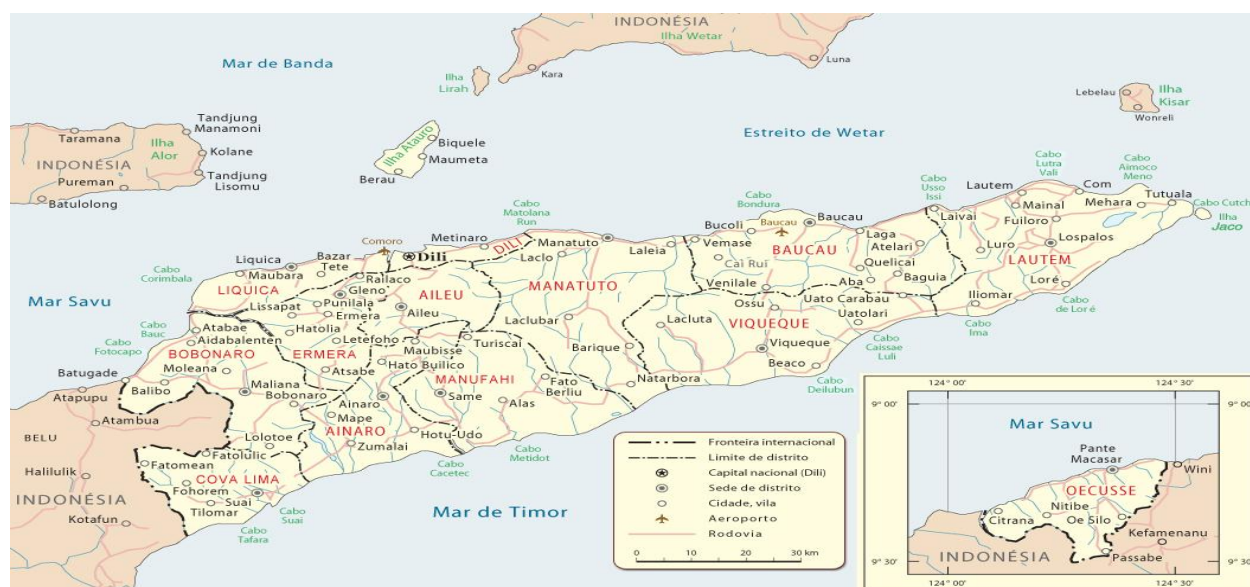 INDONÉSIA
Ilha Wetar
Mar de Banda
Luna
Kara
Ilha
Lirah
Lebelau
Ilha
Kisar
Wonreli
Tandjung
Manamoni
Taramana
Ilha
Alor
Kolane
INDONÉSIA
Tandjung
Lisomu
Pureman
Batulolong
Ilha Atauro
Biquele
Maumeta
Berau
Estreito de Wetar
Cabo
Lutra
Vali
Cabo
Aimoco
Meno
Cabo
Usso
Issi
Cabo
Bondura
Cabo
Matolana
Run
Lautem
Com
Tutuala
Mehara
Mainal
Fuiloro
Cabo Cutch
Ilha
Jaco
Laivai
Luro
Lospalos
LAUTEM
Loré
Iliomar
Cabo
de Lor é
Cabo
Ima
Bucoli
Baucau
Baucau
Vemase
BAUCAU
Laga
Atelari
Cai Rui
Quelicai
Venilale
Aba
Baguia
Metinaro
DILI
Manatuto
Laleia
Laclo
MANATUTO
Laclubar
Barique
Natarbora
Ossu
Uato Carabau
Uatolari
Lacluta
VIQUEQUE
Viqueque
Beaco
Cabo
Caissae
Luli
Cabo
Deilubun
Comoro
Dili
Bazar
Tete
Liquica
Maubara
LIQUICA
Cabo
Corimbala
Railaco
Gleno
AILEU
Lissapat
Punilala
Ermera
Aileu
Hatolia
Letefoho
ERMERA
Maubisse
Turiscai
Hato Builico
Atsabe
MANUFAHI
Fato
Berliu
Same
Alas
Mar Savu
Cabo
Bauc
Cabo
Fotocapo
Atabae
Aidabalenten
BOBONARO
Moleana
Batugade
Balibo
Maliana
Bobonaro
Atapupu
Atambua
Ainaro
Mape
AINARO
Hotu-Udo
Zumalai
Lolotoe
BELU
Halilulik
INDONÉSIA
Kotafun
Fatolulic
Fatomean
COVA LIMA
Fohorem
Suai
Tilomar
Cabo
Tafara
Cabo
Suai
Cabo
Cacetec
Cabo
Metidot
Mar de Timor
Fronteira internacional
Limite de distrito
Capital nacional (Dili)
Sede de distrito
Cidade, vila
Aeroporto
Rodovia
0 10 20 30 km
124° 00' 124° 30'
9° 00' 9° 00'
Mar Savu
Pante
Macasar
Wini
OECUSSE
Nitibe
Citrana
Oe Silo
Kefamenanu
INDONÉSIA
Passabe
9° 30' 9° 30'
124° 00' 124° 30'